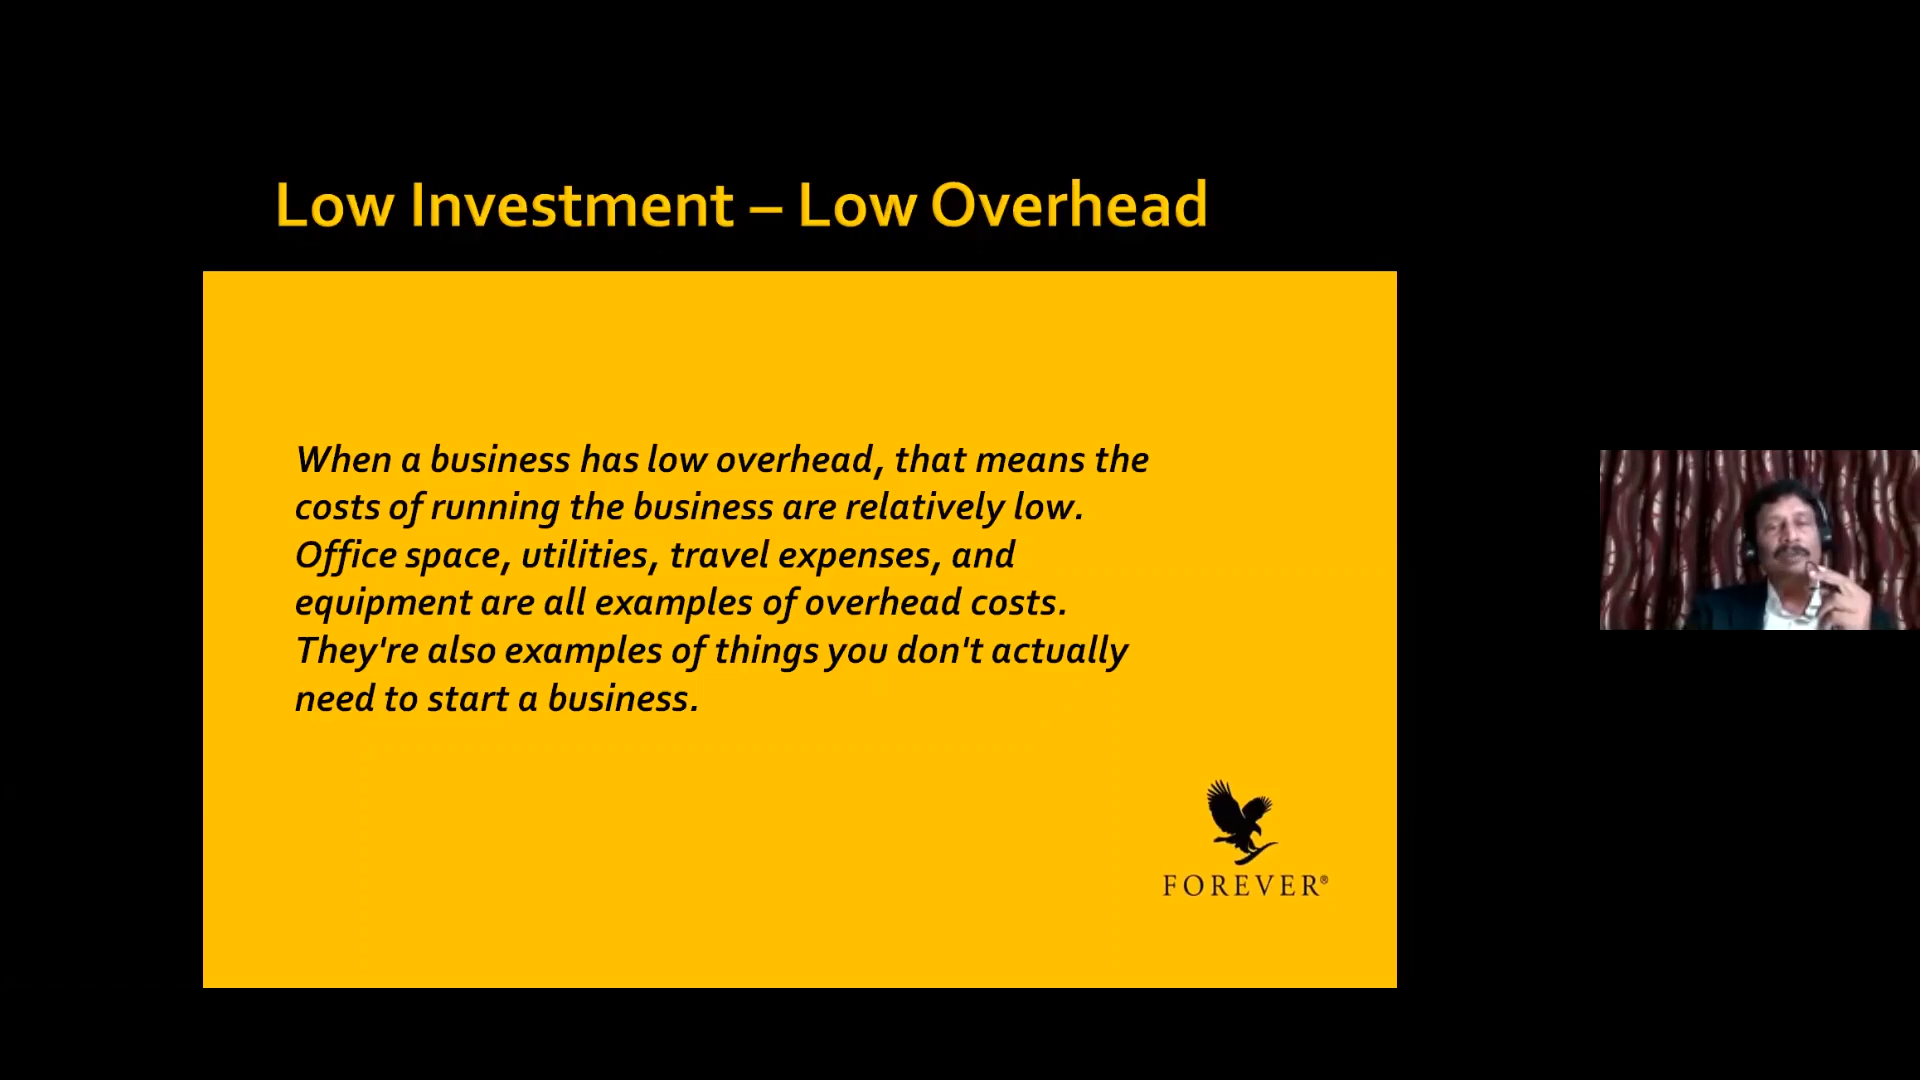 Low Investment – Low Overhead
When a business has low overhead, that means the
costs of running the business are relatively low.
Office space, utilities, travel expenses, and
equipment are all examples of overhead costs.
They're also examples of things you don't actually
need to start a business.
FOREVER®